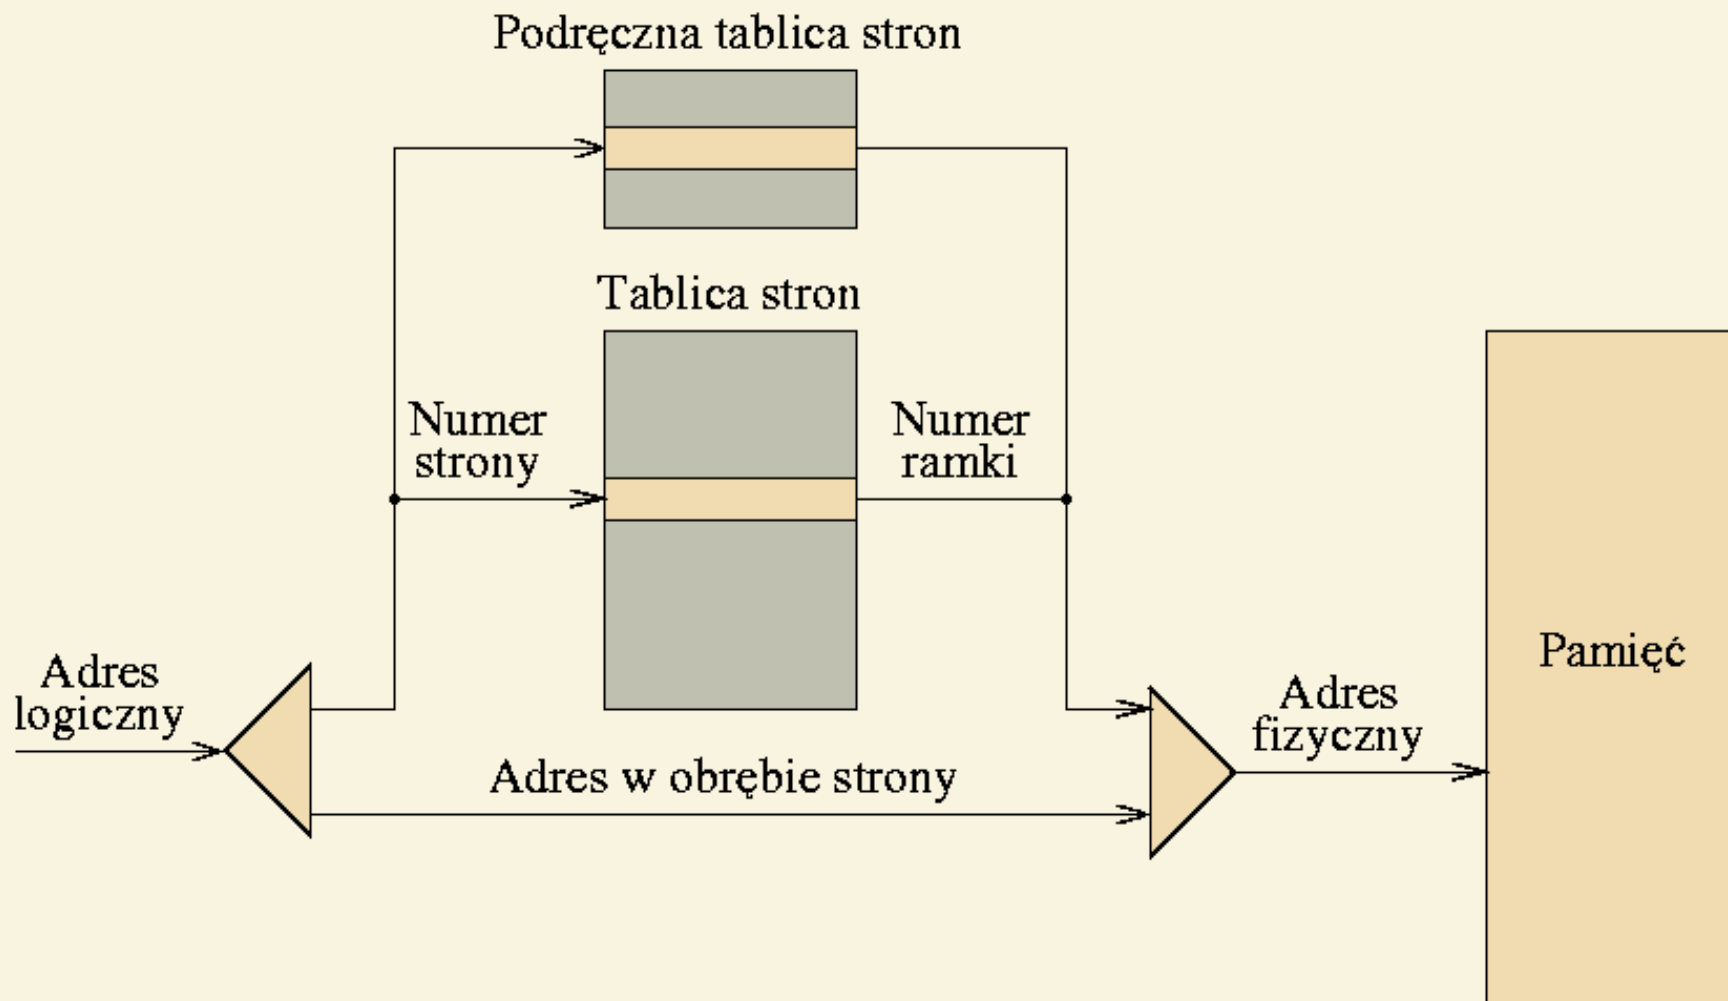 Podręczna tablica stron
Tablica stron
Numer
strony
Numer
ramki
Adres
logiczny
Adres w obrębie strony
Adres
fizyczny
Pamięć